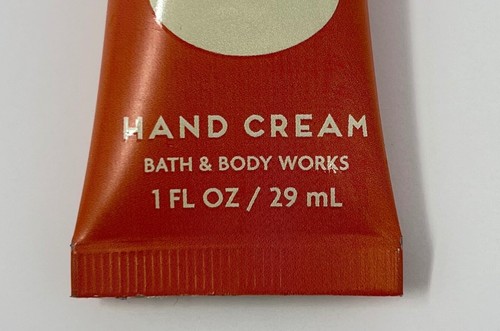 HAND CREAM
BATH & BODY WORKS
1 FL OZ / 29 mL